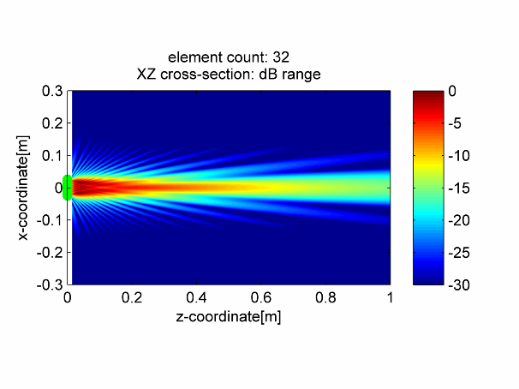 element count: 32
XZ cross-section: dB range
0.3
0.2
0.1
0
-0.1
-0.2
-0.3
x-coordinate[m]
0 0.2 0.4 0.6 0.8 1
z-coordinate[m]
0
-5
-10
-15
-20
-25
-30